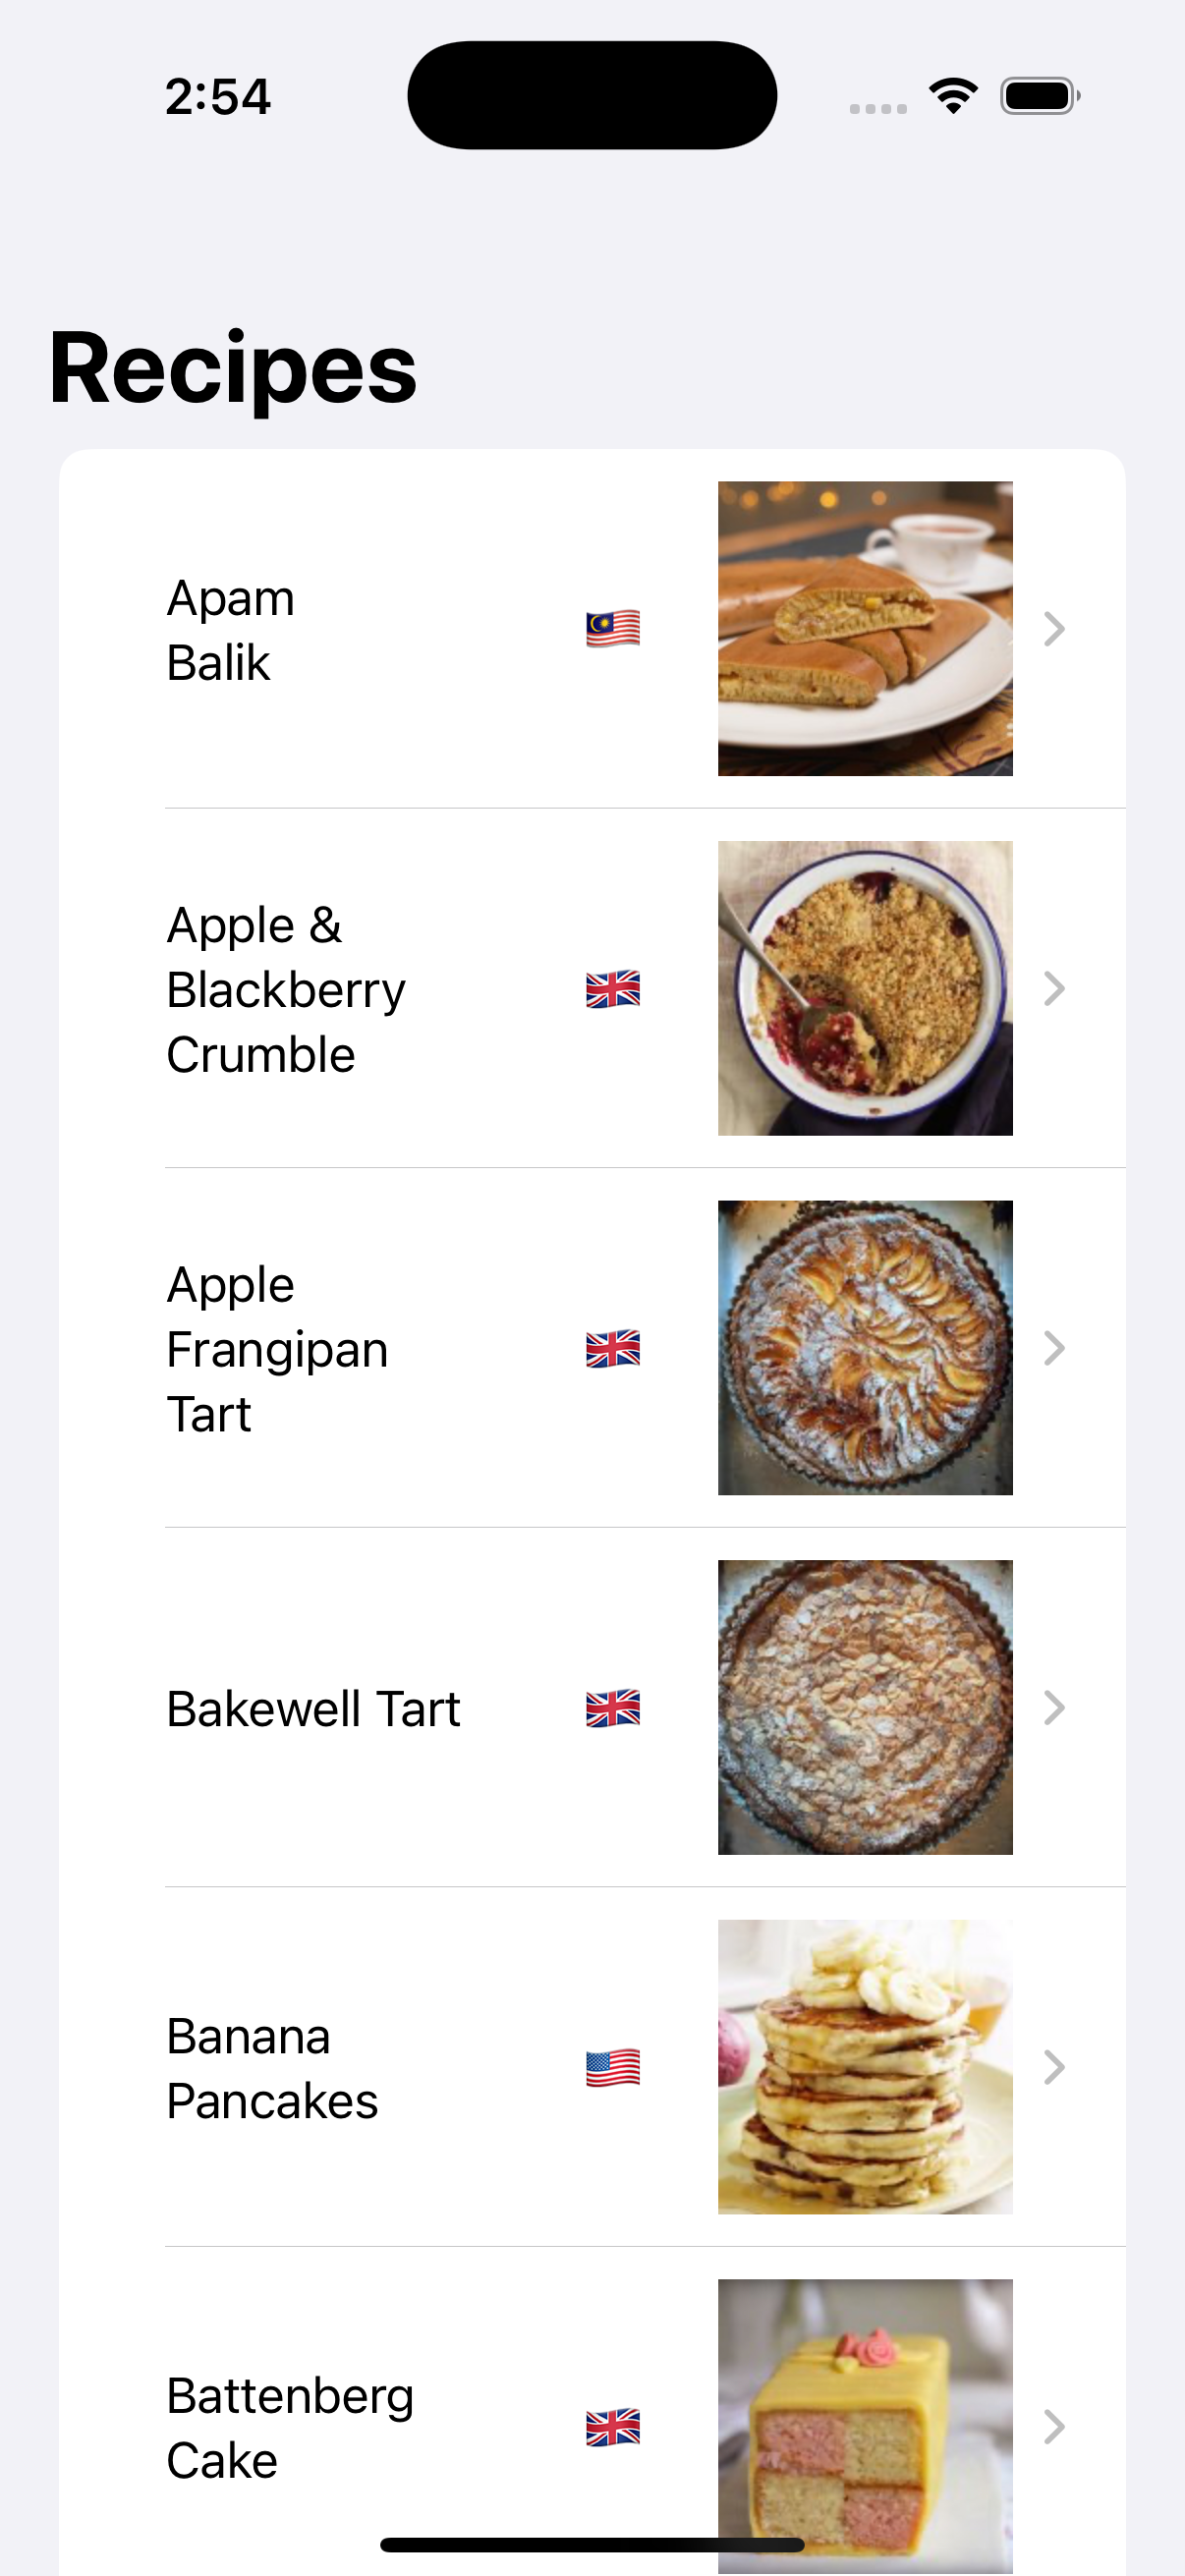 2:54
Recipes
Apam
Balik
Apple &
Blackberry
Crumble
Apple
Frangipan
Tart
Bakewell Tart
Banana
Pancakes
Battenberg
Cake